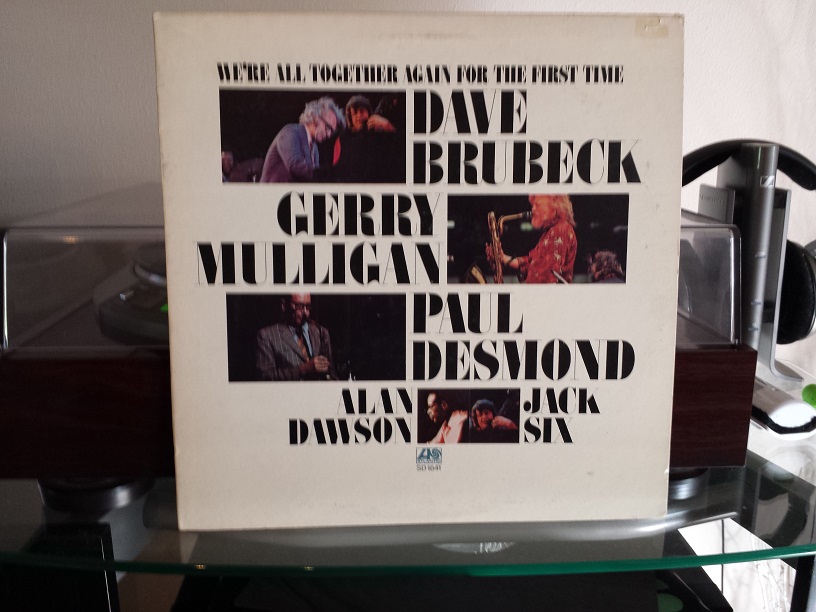 WE'RE ALL TOGETHER AGAIN FOR THE FIRST TIME
DAVE
BRUBECK
GERRY
MULLIGAN
PAUL
DESMOND
ALAN
DAWSON
JACK
SIX
ATLANTIC
SD 1641